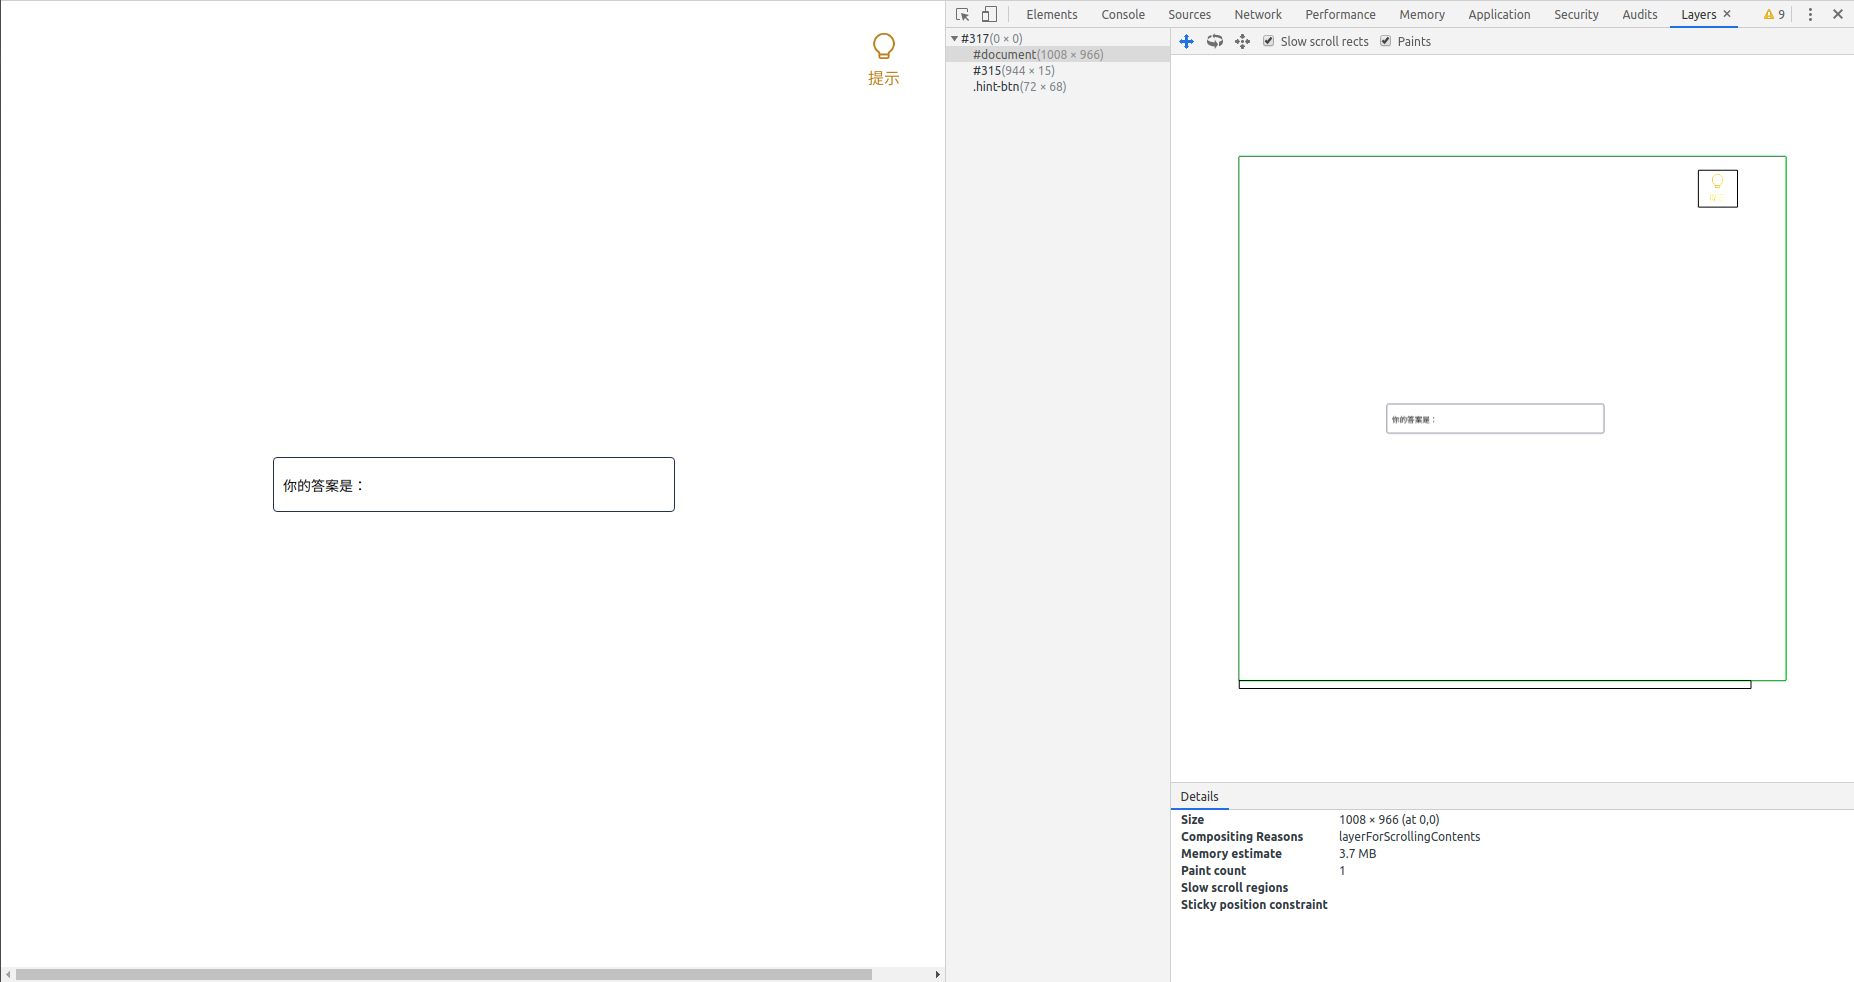 提示
你的答案是：
Elements Console Sources Network Performance Memory Application Security Audits Layers × 9
#317(0 × 0)
#document(1008 × 966)
#315(944 × 15)
.hint-btn(72 × 68)
Slow scroll rects Paints
提示
你的答案是：
Details
Size 1008 × 966 (at 0,0)
Compositing Reasons layerForScrollingContents
Memory estimate 3.7 MB
Paint count 1
Slow scroll regions
Sticky position constraint